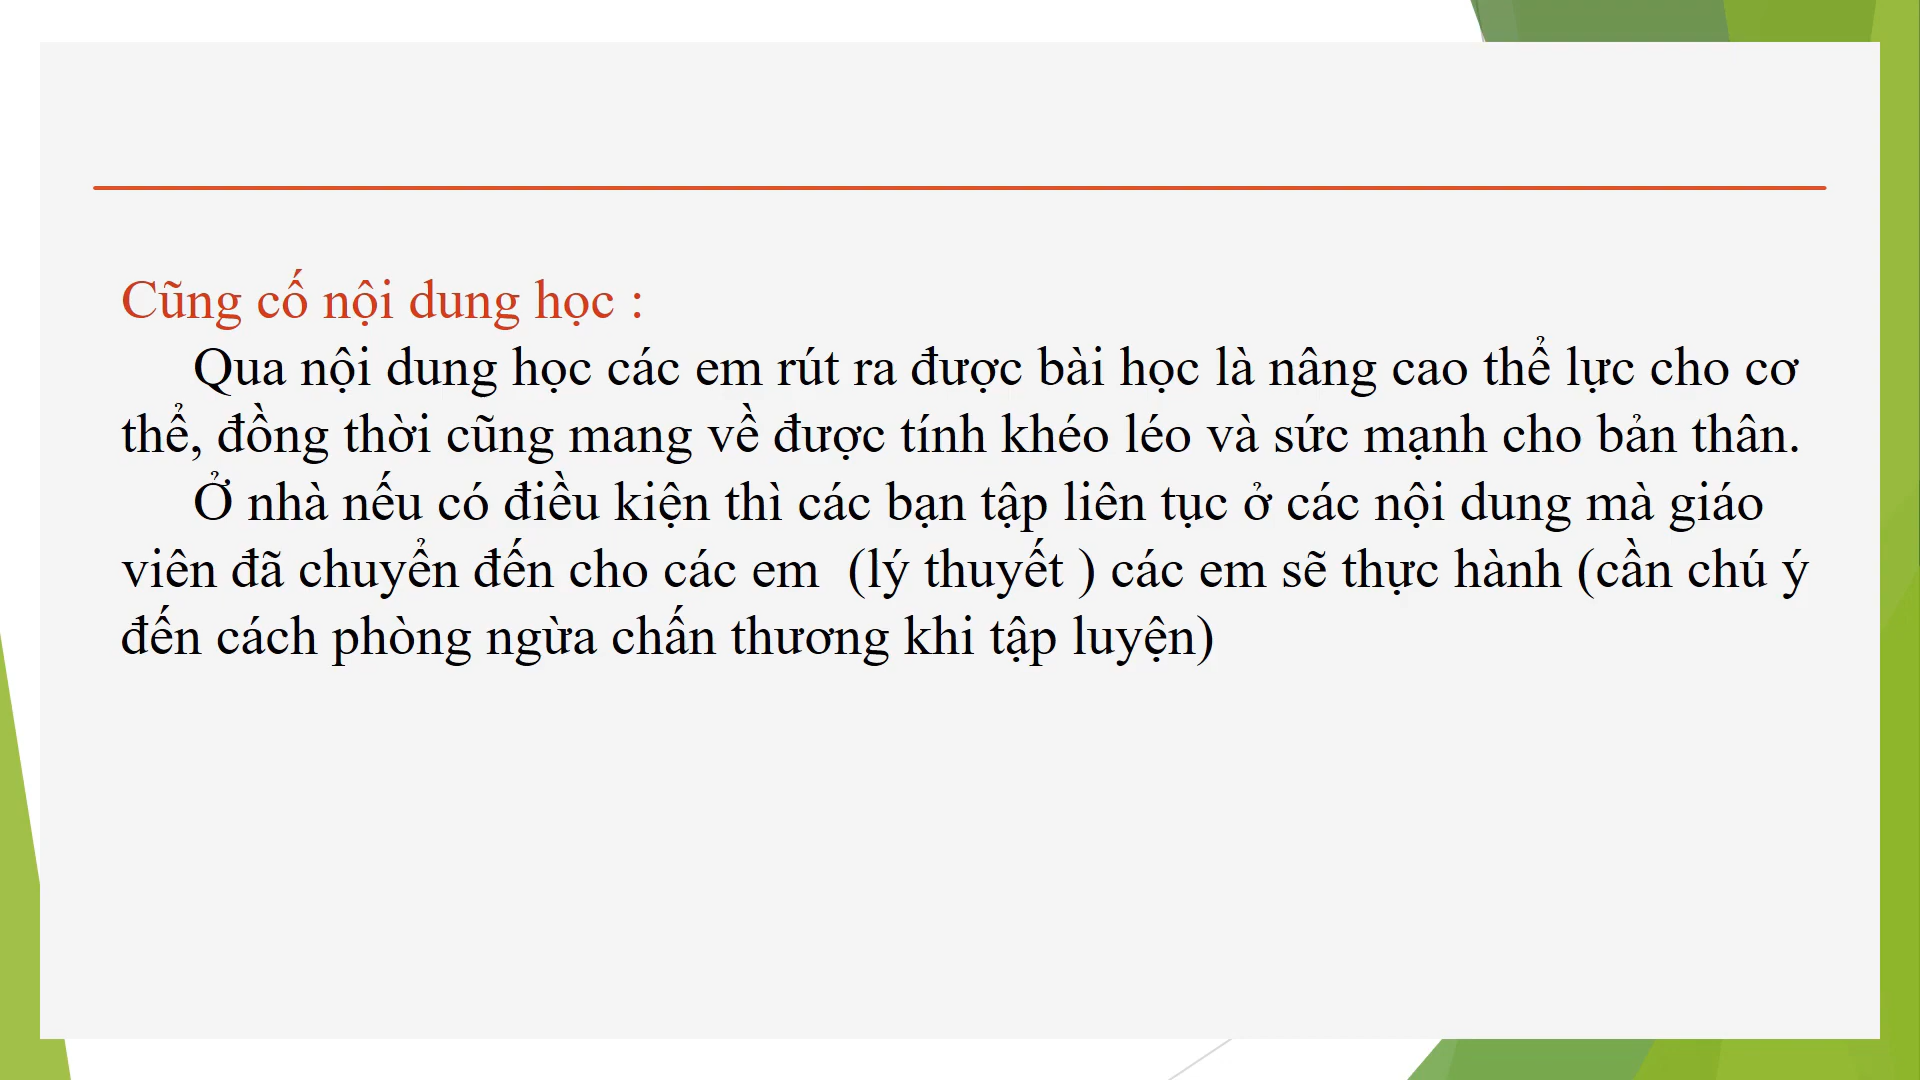 Cũng cố nội dung học :
Qua nội dung học các em rút ra được bài học là nâng cao thể lực cho cơ
thể, đồng thời cũng mang về được tính khéo léo và sức mạnh cho bản thân.
Ở nhà nếu có điều kiện thì các bạn tập liên tục ở các nội dung mà giáo
viên đã chuyển đến cho các em  (lý thuyết ) các em sẽ thực hành (cần chú ý
đến cách phòng ngừa chấn thương khi tập luyện)